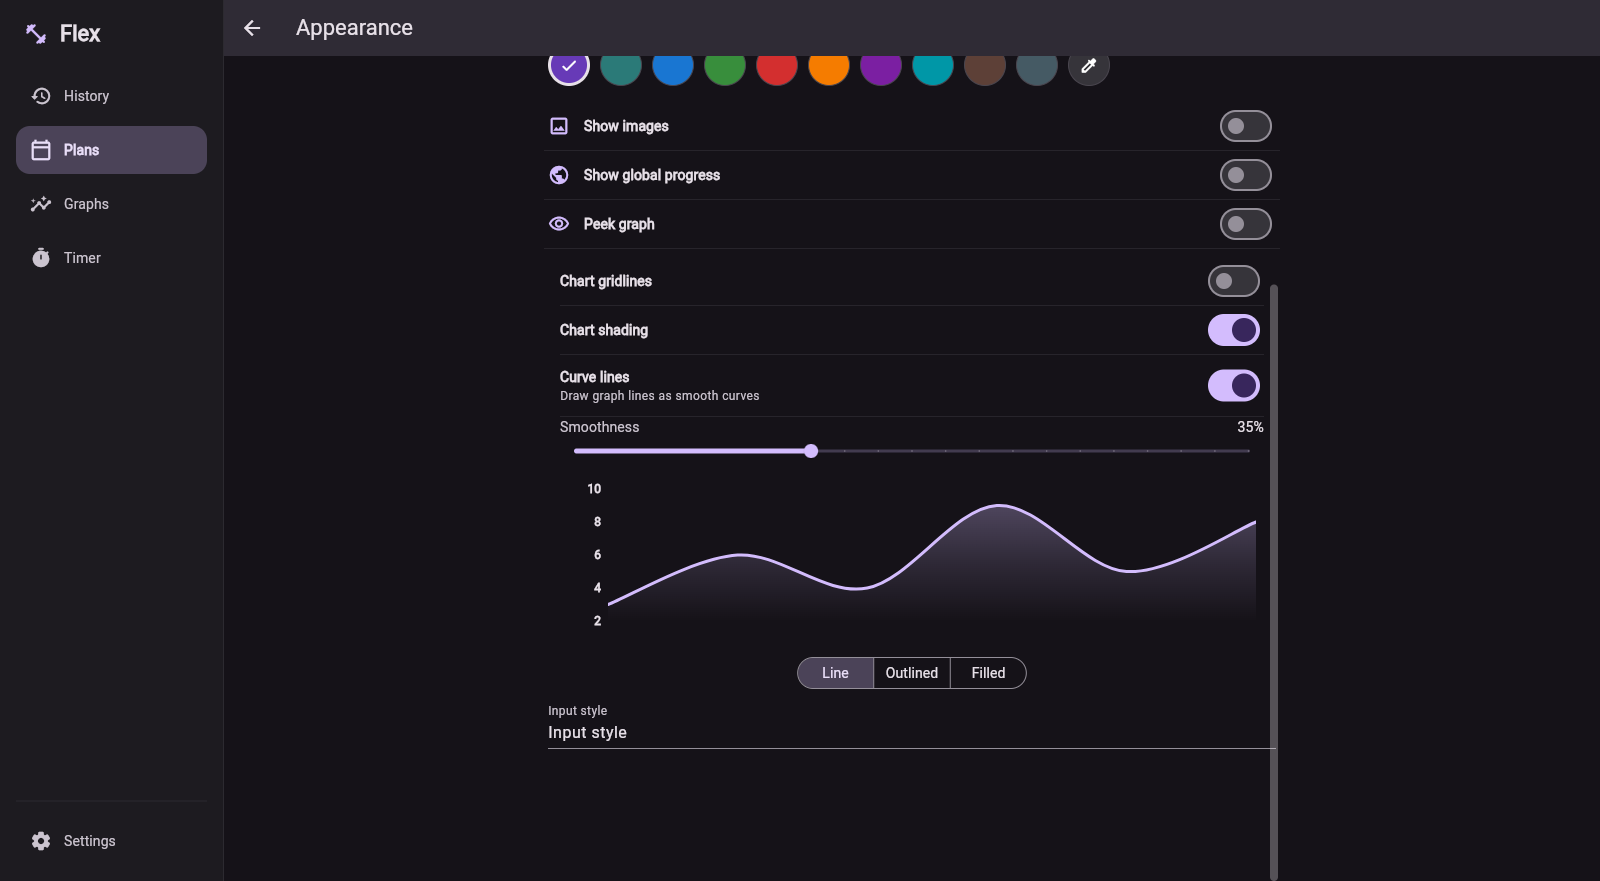 Flex
Appearance
History
Plans
Graphs
Timer
Settings
Show images
Show global progress
Peek graph
Chart gridlines
Chart shading
Curve lines
Draw graph lines as smooth curves
Smoothness 35%
10
8
6
4
2
Line Outlined Filled
Input style
Input style